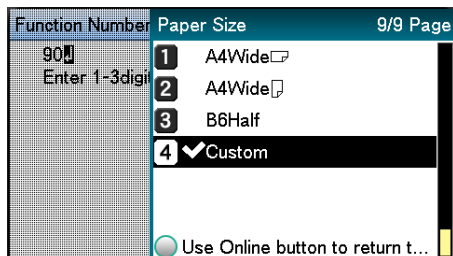 Function Number
90
Enter 1-3digi
Paper Size 9/9 Page
1 A4Wide
2 A4Wide
3 B6Half
4 Custom
Use Online button to return t...